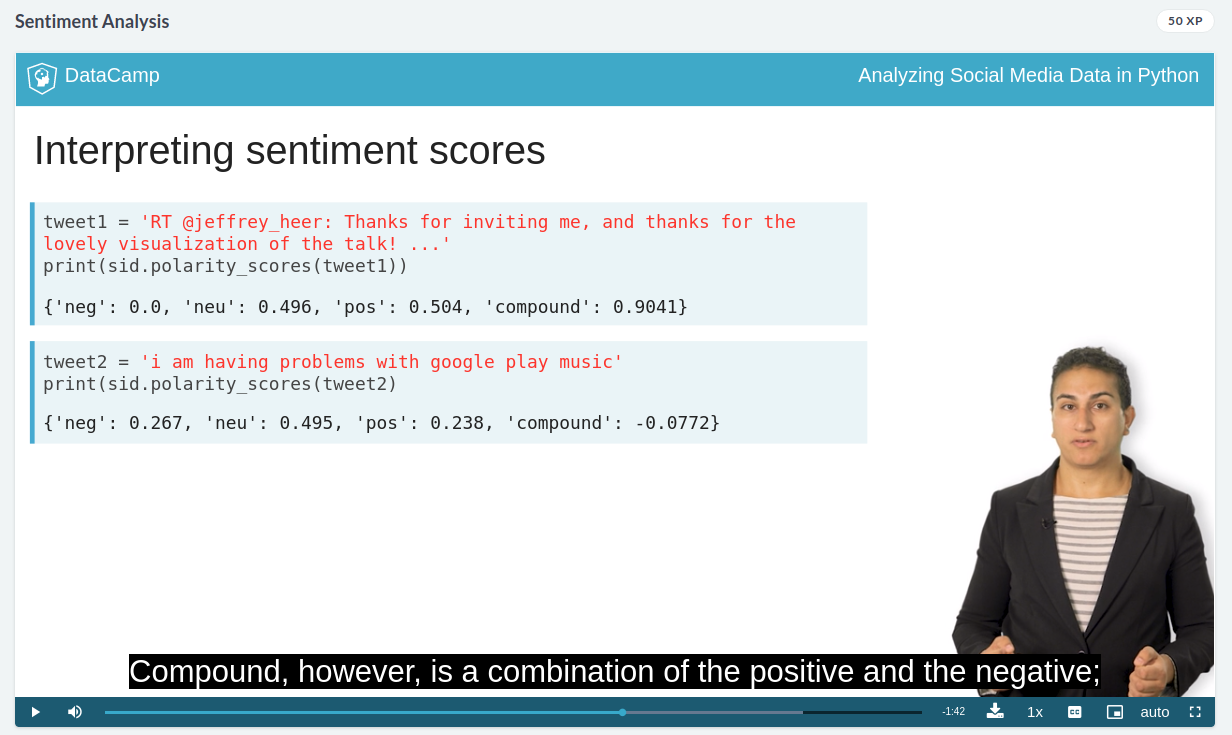 Sentiment Analysis
50 XP
DataCamp
Analyzing Social Media Data in Python
Interpreting sentiment scores
tweet1 = 'RT @jeffrey_heer: Thanks for inviting me, and thanks for the
lovely visualization of the talk! ...'
print(sid.polarity_scores(tweet1))
{'neg': 0.0, 'neu': 0.496, 'pos': 0.504, 'compound': 0.9041}
tweet2 = 'i am having problems with google play music'
print(sid.polarity_scores(tweet2)
{'neg': 0.267, 'neu': 0.495, 'pos': 0.238, 'compound': -0.0772}
Compound, however, is a combination of the positive and the negative;
-1:42
1x
CC
auto